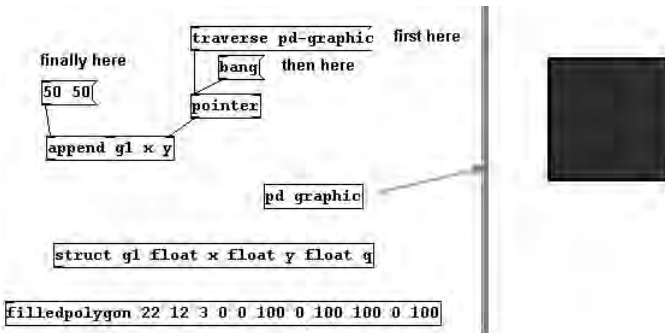 traverse pd-graphic
first here
finally here
bang
then here
50 50
pointer
append g1 x y
pd graphic
struct g1 float x float y float q
filledpolygon 22 12 3 0 0 100 0 100 100 0 100